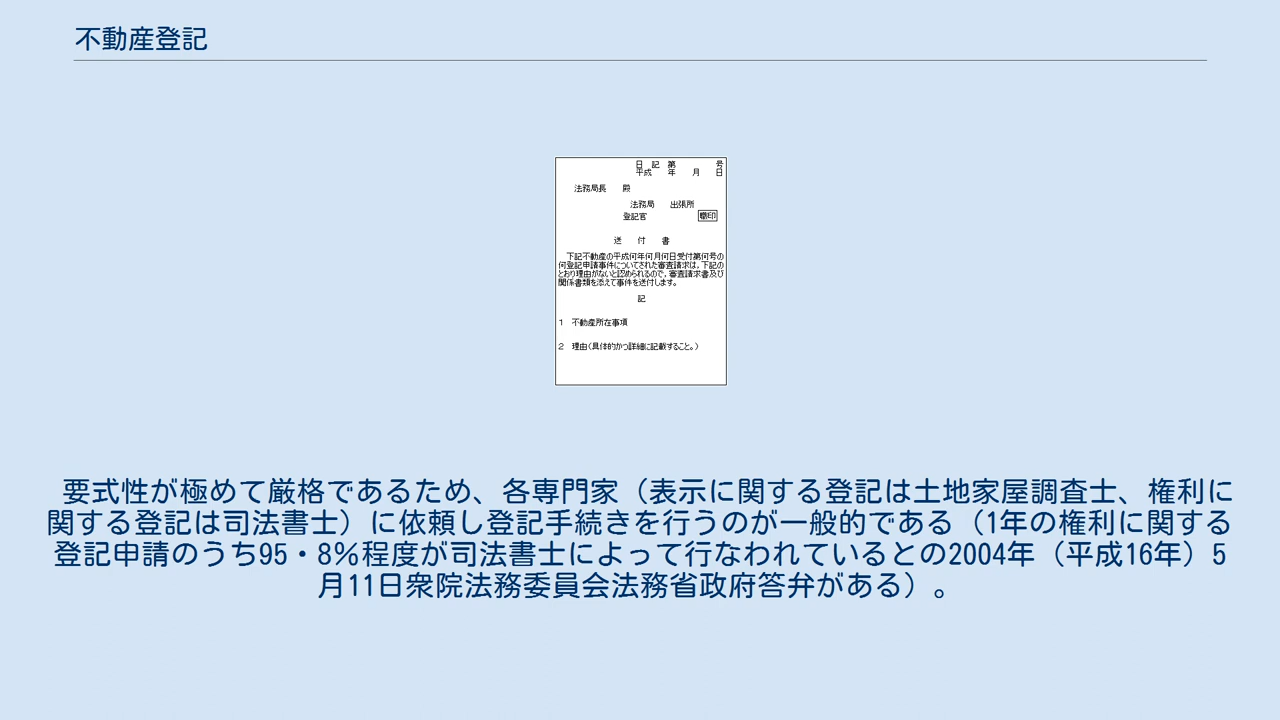 不動産登記
日 記 第 号
平成 年 月 日
法務局長 殿
法務局 出張所
登記官 職印
送 付 書
下記不動産の平成何年何月何日受付第何号の
何登記申請事件についてされた審査請求は、下記の
とおり理由がないと認められるので、審査請求書及び
関係書類を添えて事件を送付します。
記
1 不動産所在事項
2 理由(具体的かつ詳細に記載すること。)
要式性が極めて厳格であるため、各専門家（表示に関する登記は土地家屋調査士、権利に
関する登記は司法書士）に依頼し登記手続きを行うのが一般的である（1年の権利に関する
登記申請のうち95・8％程度が司法書士によって行なわれているとの2004年（平成16年）5
月11日衆院法務委員会法務省政府答弁がある）。